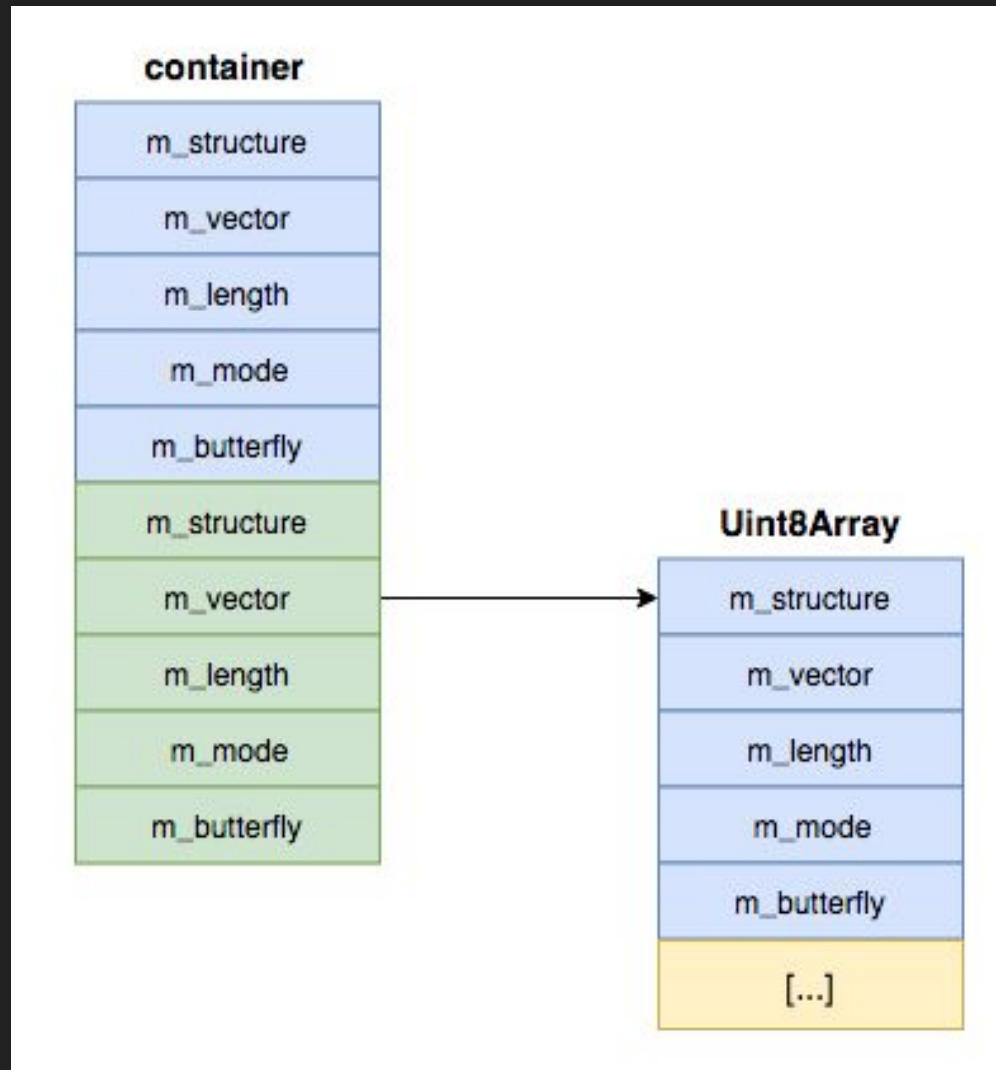 container
m_structure
m_vector
m_length
m_mode
m_butterfly
m_structure
m_vector
m_length
m_mode
m_butterfly
Uint8Array
m_structure
m_vector
m_length
m_mode
m_butterfly
[...]